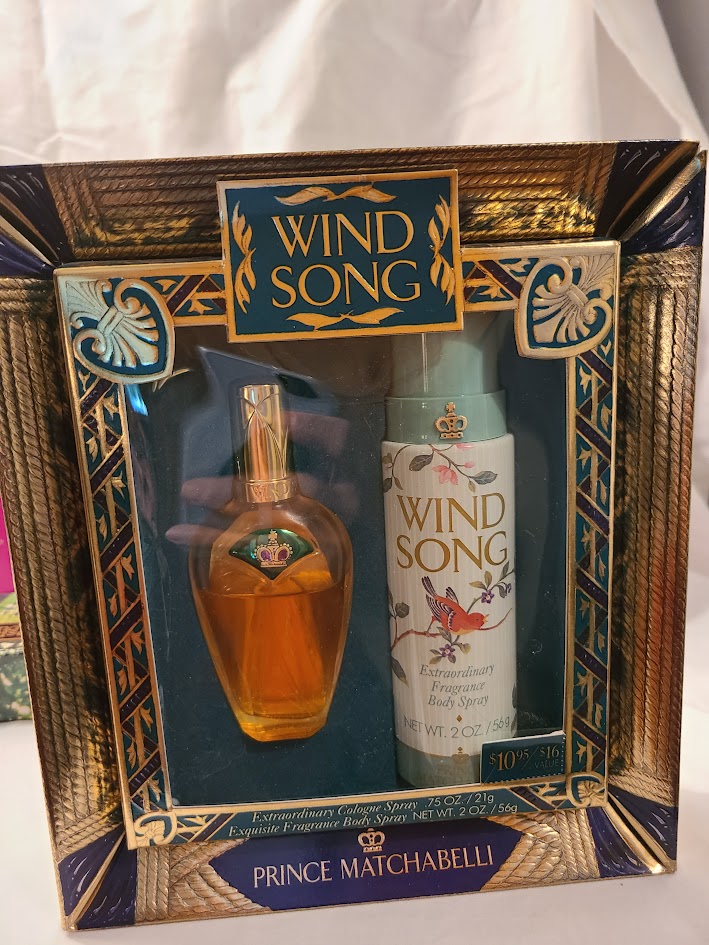 WIND
SONG
WIND
SONG
Extraordinary
Fragrance
Body Spray
NET WT. 2 OZ. / 56g
$10.95 / $16
VALUE
Extraordinary Cologne Spray .75 OZ. / 21g
Exquisite Fragrance Body Spray NET WT. 2 OZ. / 56g
PRINCE MATCHABELLI